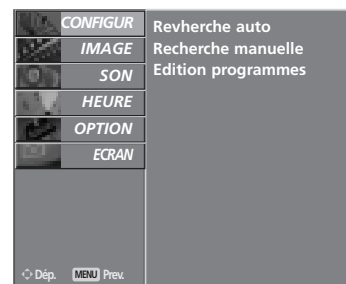 CONFIGUR
IMAGE
SON
HEURE
OPTION
ECRAN
Revherche auto
Recherche manuelle
Edition programmes
Dép. MENU Prev.